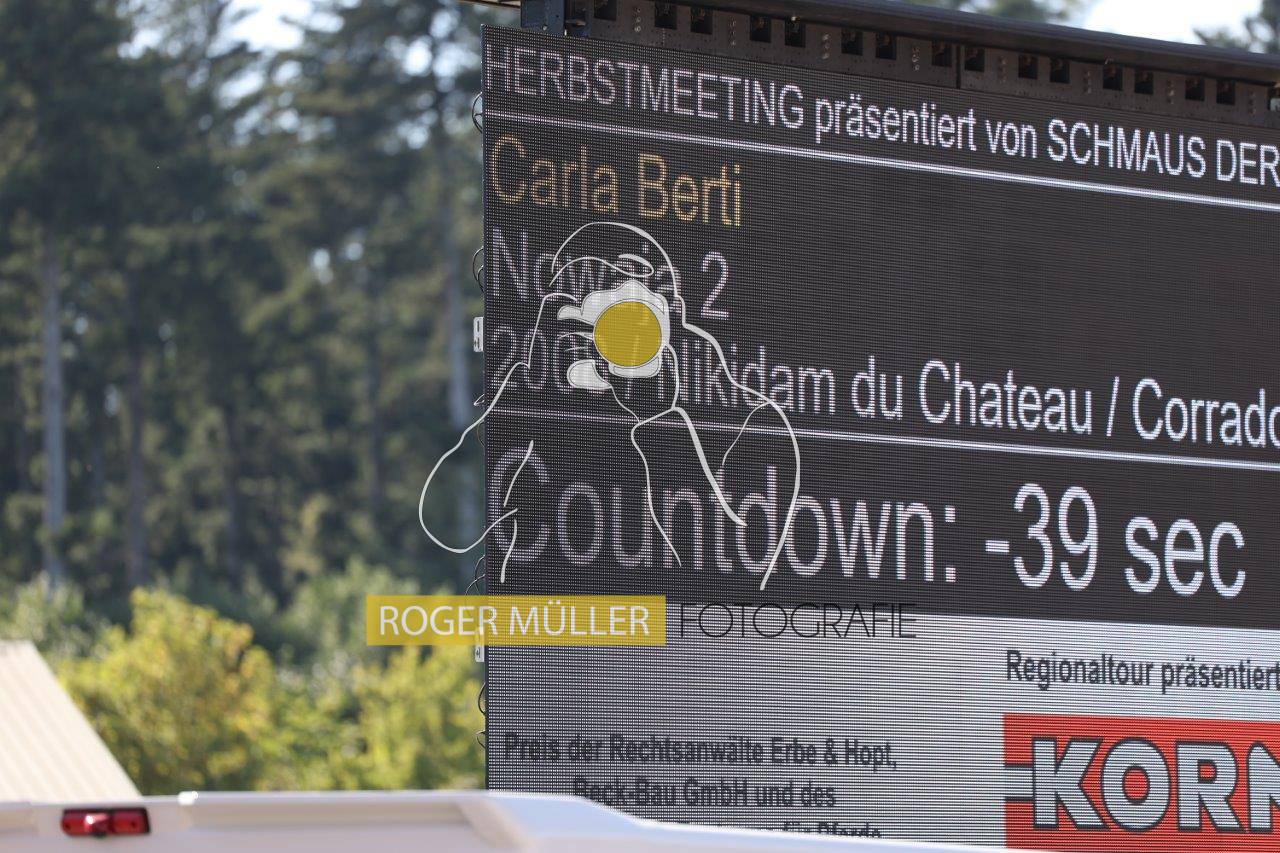 HERBSTMEETING präsentiert von SCHMAUS DER
Carla Berti
2
du Chateau / Corrado
Countdown: -39 sec
ROGER MÜLLER FOTOGRAFIE
Regionaltour präsentiert
KORN
Preis der Rechtsanwälte Erbe & Hopt,
Beck-Bau GmbH und des